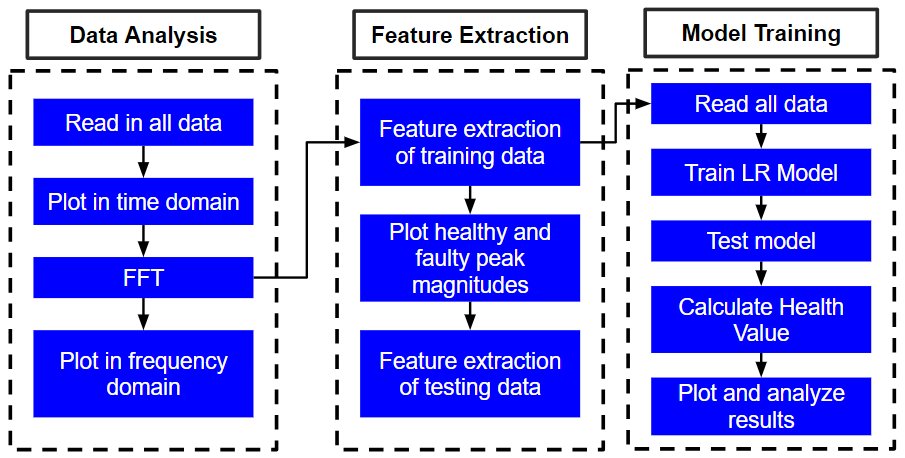 Data Analysis
Read in all data
Plot in time domain
FFT
Plot in frequency
domain
Feature Extraction
Feature extraction
of training data
Plot healthy and
faulty peak
magnitudes
Feature extraction
of testing data
Model Training
Read all data
Train LR Model
Test model
Calculate Health
Value
Plot and analyze
results